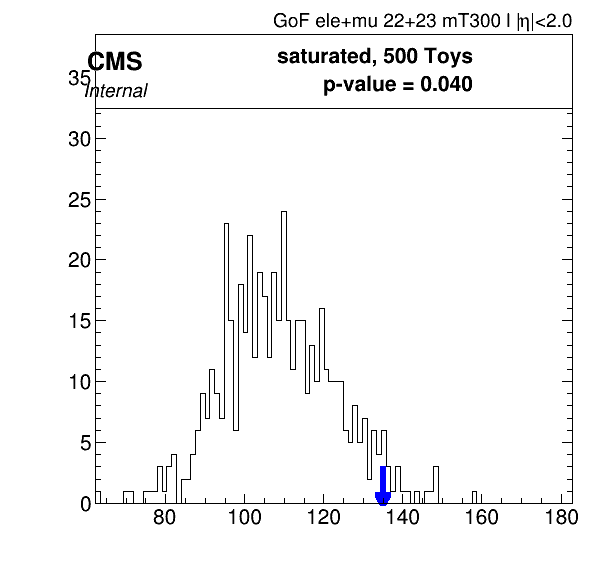 GoF ele+mu 22+23 mT300 l |η|<2.0
CMS
Internal
saturated, 500 Toys
p-value = 0.040
35
30
25
20
15
10
5
0
80 100 120 140 160 180